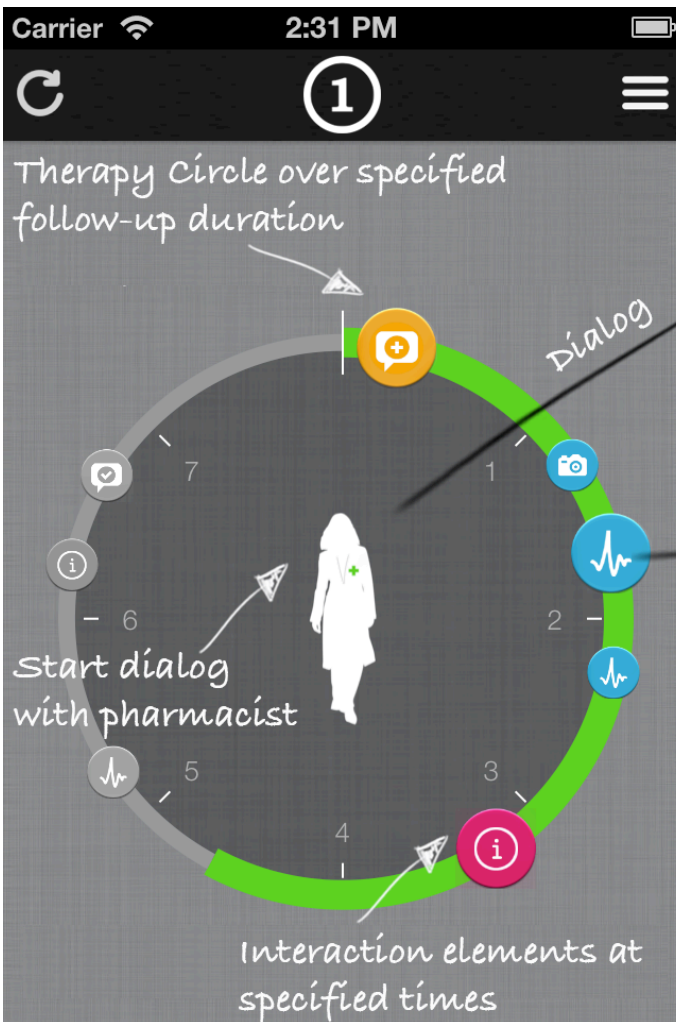 Carrier 2:31 PM
1
Therapy Circle over specified
follow-up duration
Dialog
7
1
i
6
2
Start dialog
with pharmacist
5
3
4
i
Interaction elements at
specified times